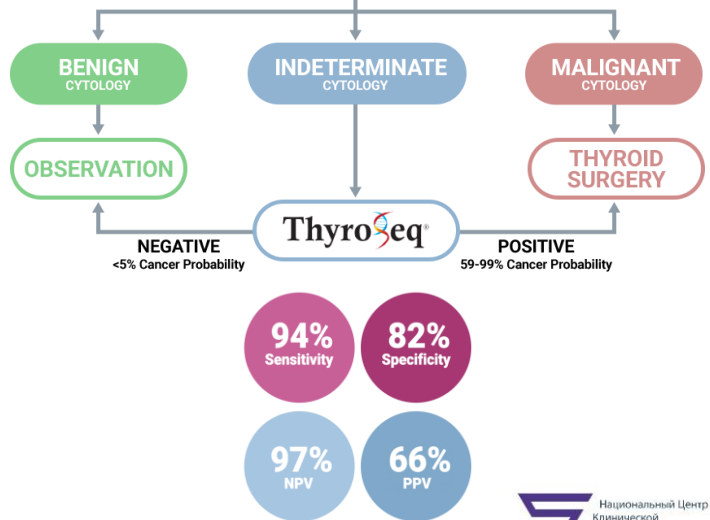 BENIGN
CYTOLOGY
INDETERMINATE
CYTOLOGY
MALIGNANT
CYTOLOGY
OBSERVATION
THYROID
SURGERY
ThyroSeq®
NEGATIVE
<5% Cancer Probability
POSITIVE
59-99% Cancer Probability
94%
Sensitivity
82%
Specificity
97%
NPV
66%
PPV
Национальный Центр
Клинической